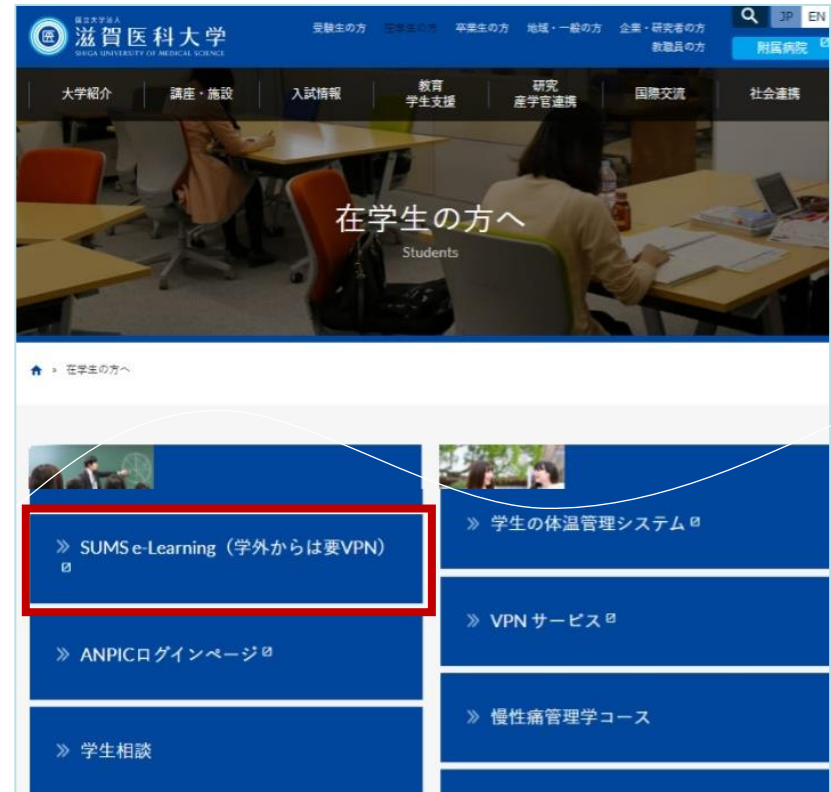 国立大学法人
滋賀医科大学
SHIGA UNIVERSITY OF MEDICAL SCIENCE
受験生の方 在学生の方 卒業生の方 地域・一般の方 企業・研究者の方
教職員の方
JP EN
附属病院
大学紹介
講座・施設
入試情報
教育
学生支援
研究
産学官連携
国際交流
社会連携
在学生の方へ
Students
» 在学生の方へ
» SUMS e-Learning（学外からは要VPN）
» ANPICログインページ
» 学生相談
» 学生の体温管理システム
» VPN サービス
» 慢性痛管理学コース